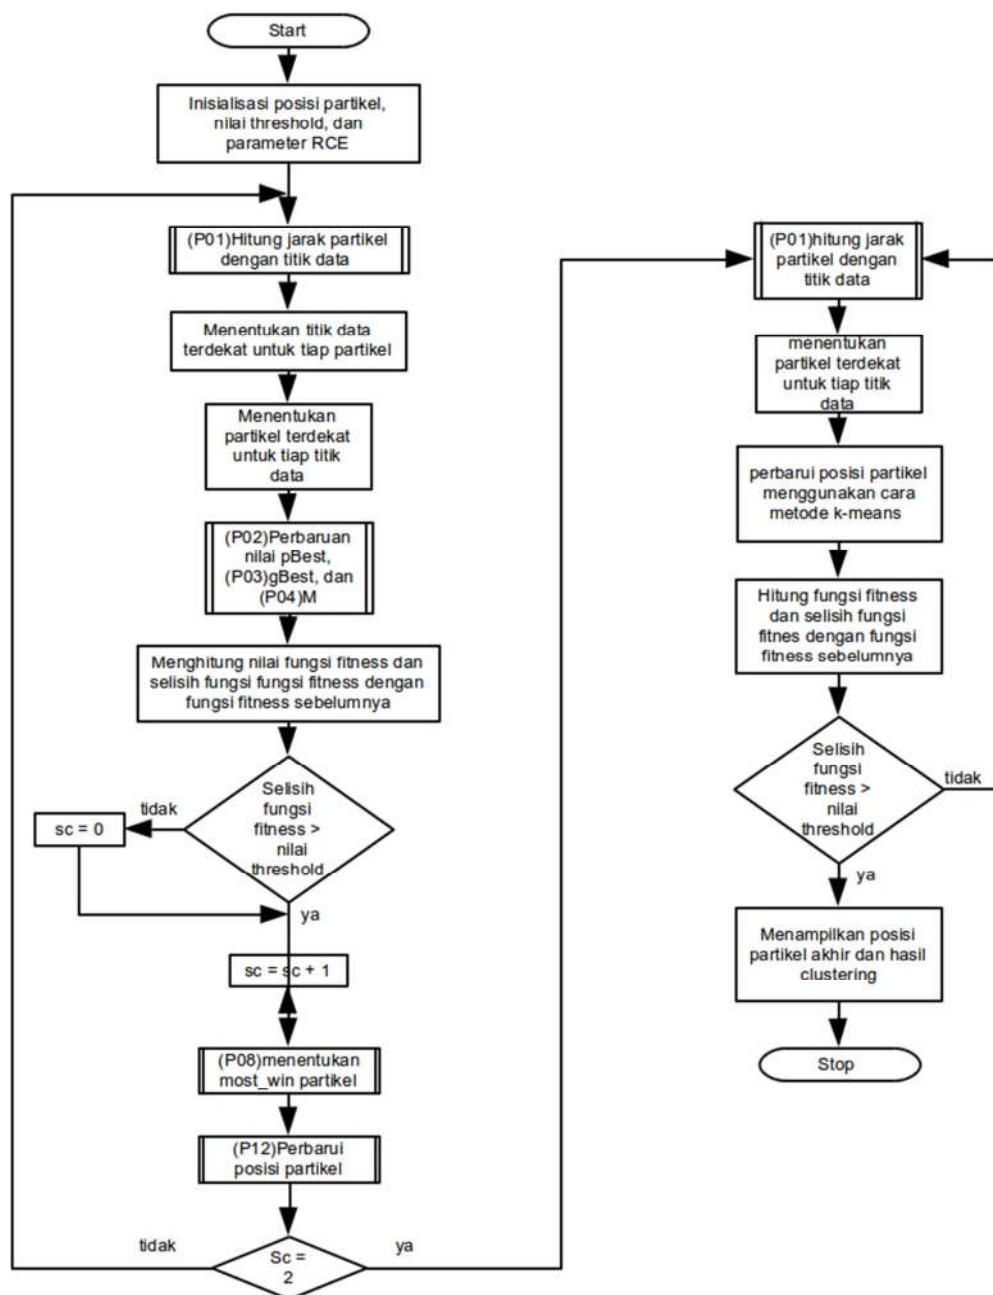 Start
Inisialisasi posisi partikel,
nilai threshold, dan
parameter RCE
(P01)Hitung jarak partikel
dengan titik data
Menentukan titik data
terdekat untuk tiap partikel
Menentukan
partikel terdekat
untuk tiap titik
data
(P02)Perbaruan
nilai pBest,
(P03)gBest, dan
(P04)M
Menghitung nilai fungsi fitness dan
selisih fungsi fungsi fitness dengan
fungsi fitness sebelumnya
Selisih
fungsi
fitness >
nilai
threshold
tidak
sc = 0
ya
sc = sc + 1
(P08)menentukan
most_win partikel
(P12)Perbarui
posisi partikel
Sc =
2
tidak
ya
(P01)hitung jarak
partikel dengan
titik data
menentukan
partikel terdekat
untuk tiap titik
data
perbarui posisi partikel
menggunakan cara
metode k-means
Hitung fungsi fitness
dan selisih fungsi
fitnes dengan fungsi
fitness sebelumnya
Selisih
fungsi
fitness >
nilai
threshold
tidak
ya
Menampilkan posisi
partikel akhir dan hasil
clustering
Stop